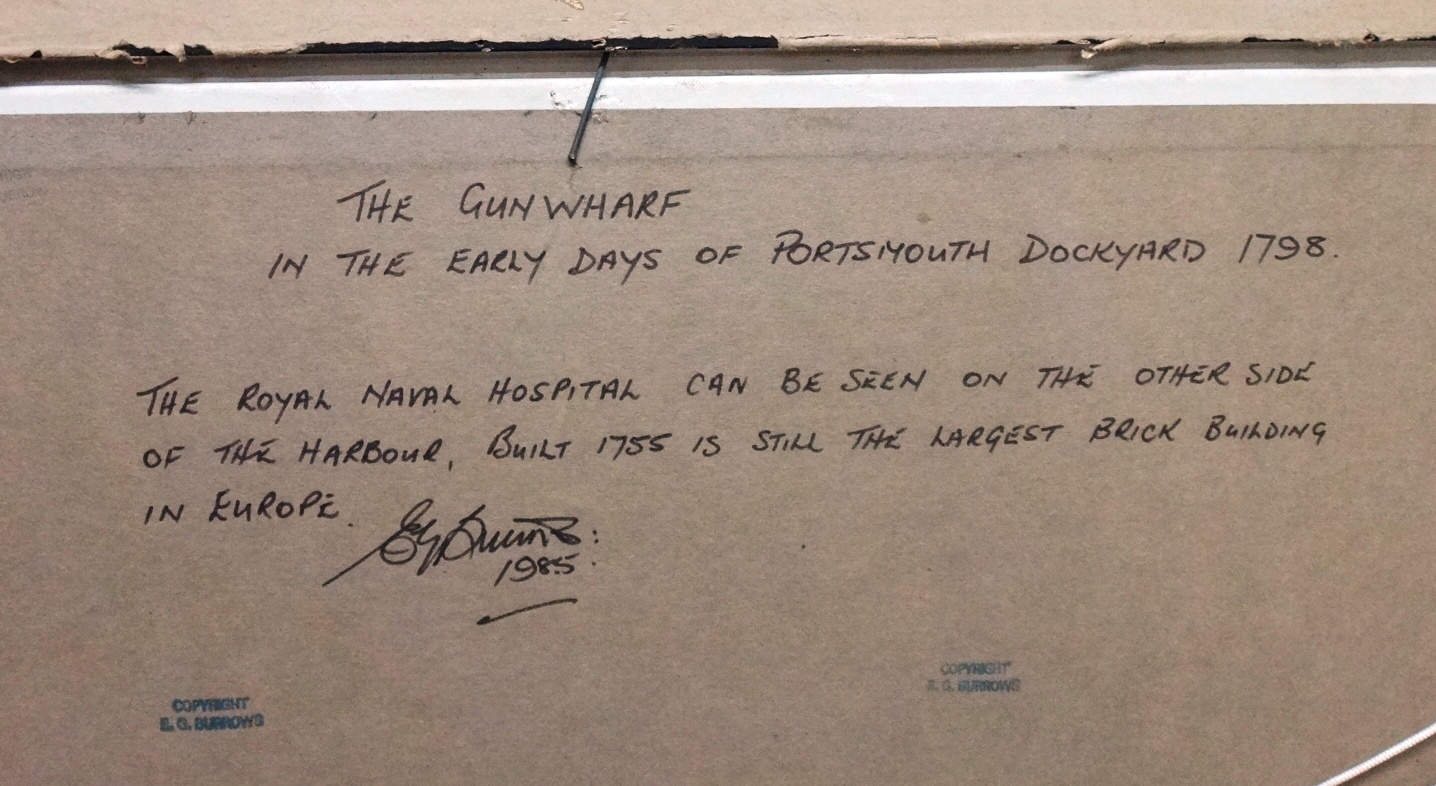 THE GUNWHARF
IN THE EARLY DAYS OF PORTSMOUTH DOCKYARD 1798.
THE ROYAL NAVAL HOSPITAL CAN BE SEEN ON THE OTHER SIDE
OF THE HARBOUR, BUILT 1755 IS STILL THE LARGEST BRICK BUILDING
IN EUROPE.
1985
COPYRIGHT
E. G. BURROWS
COPYRIGHT
E. G. BURROWS